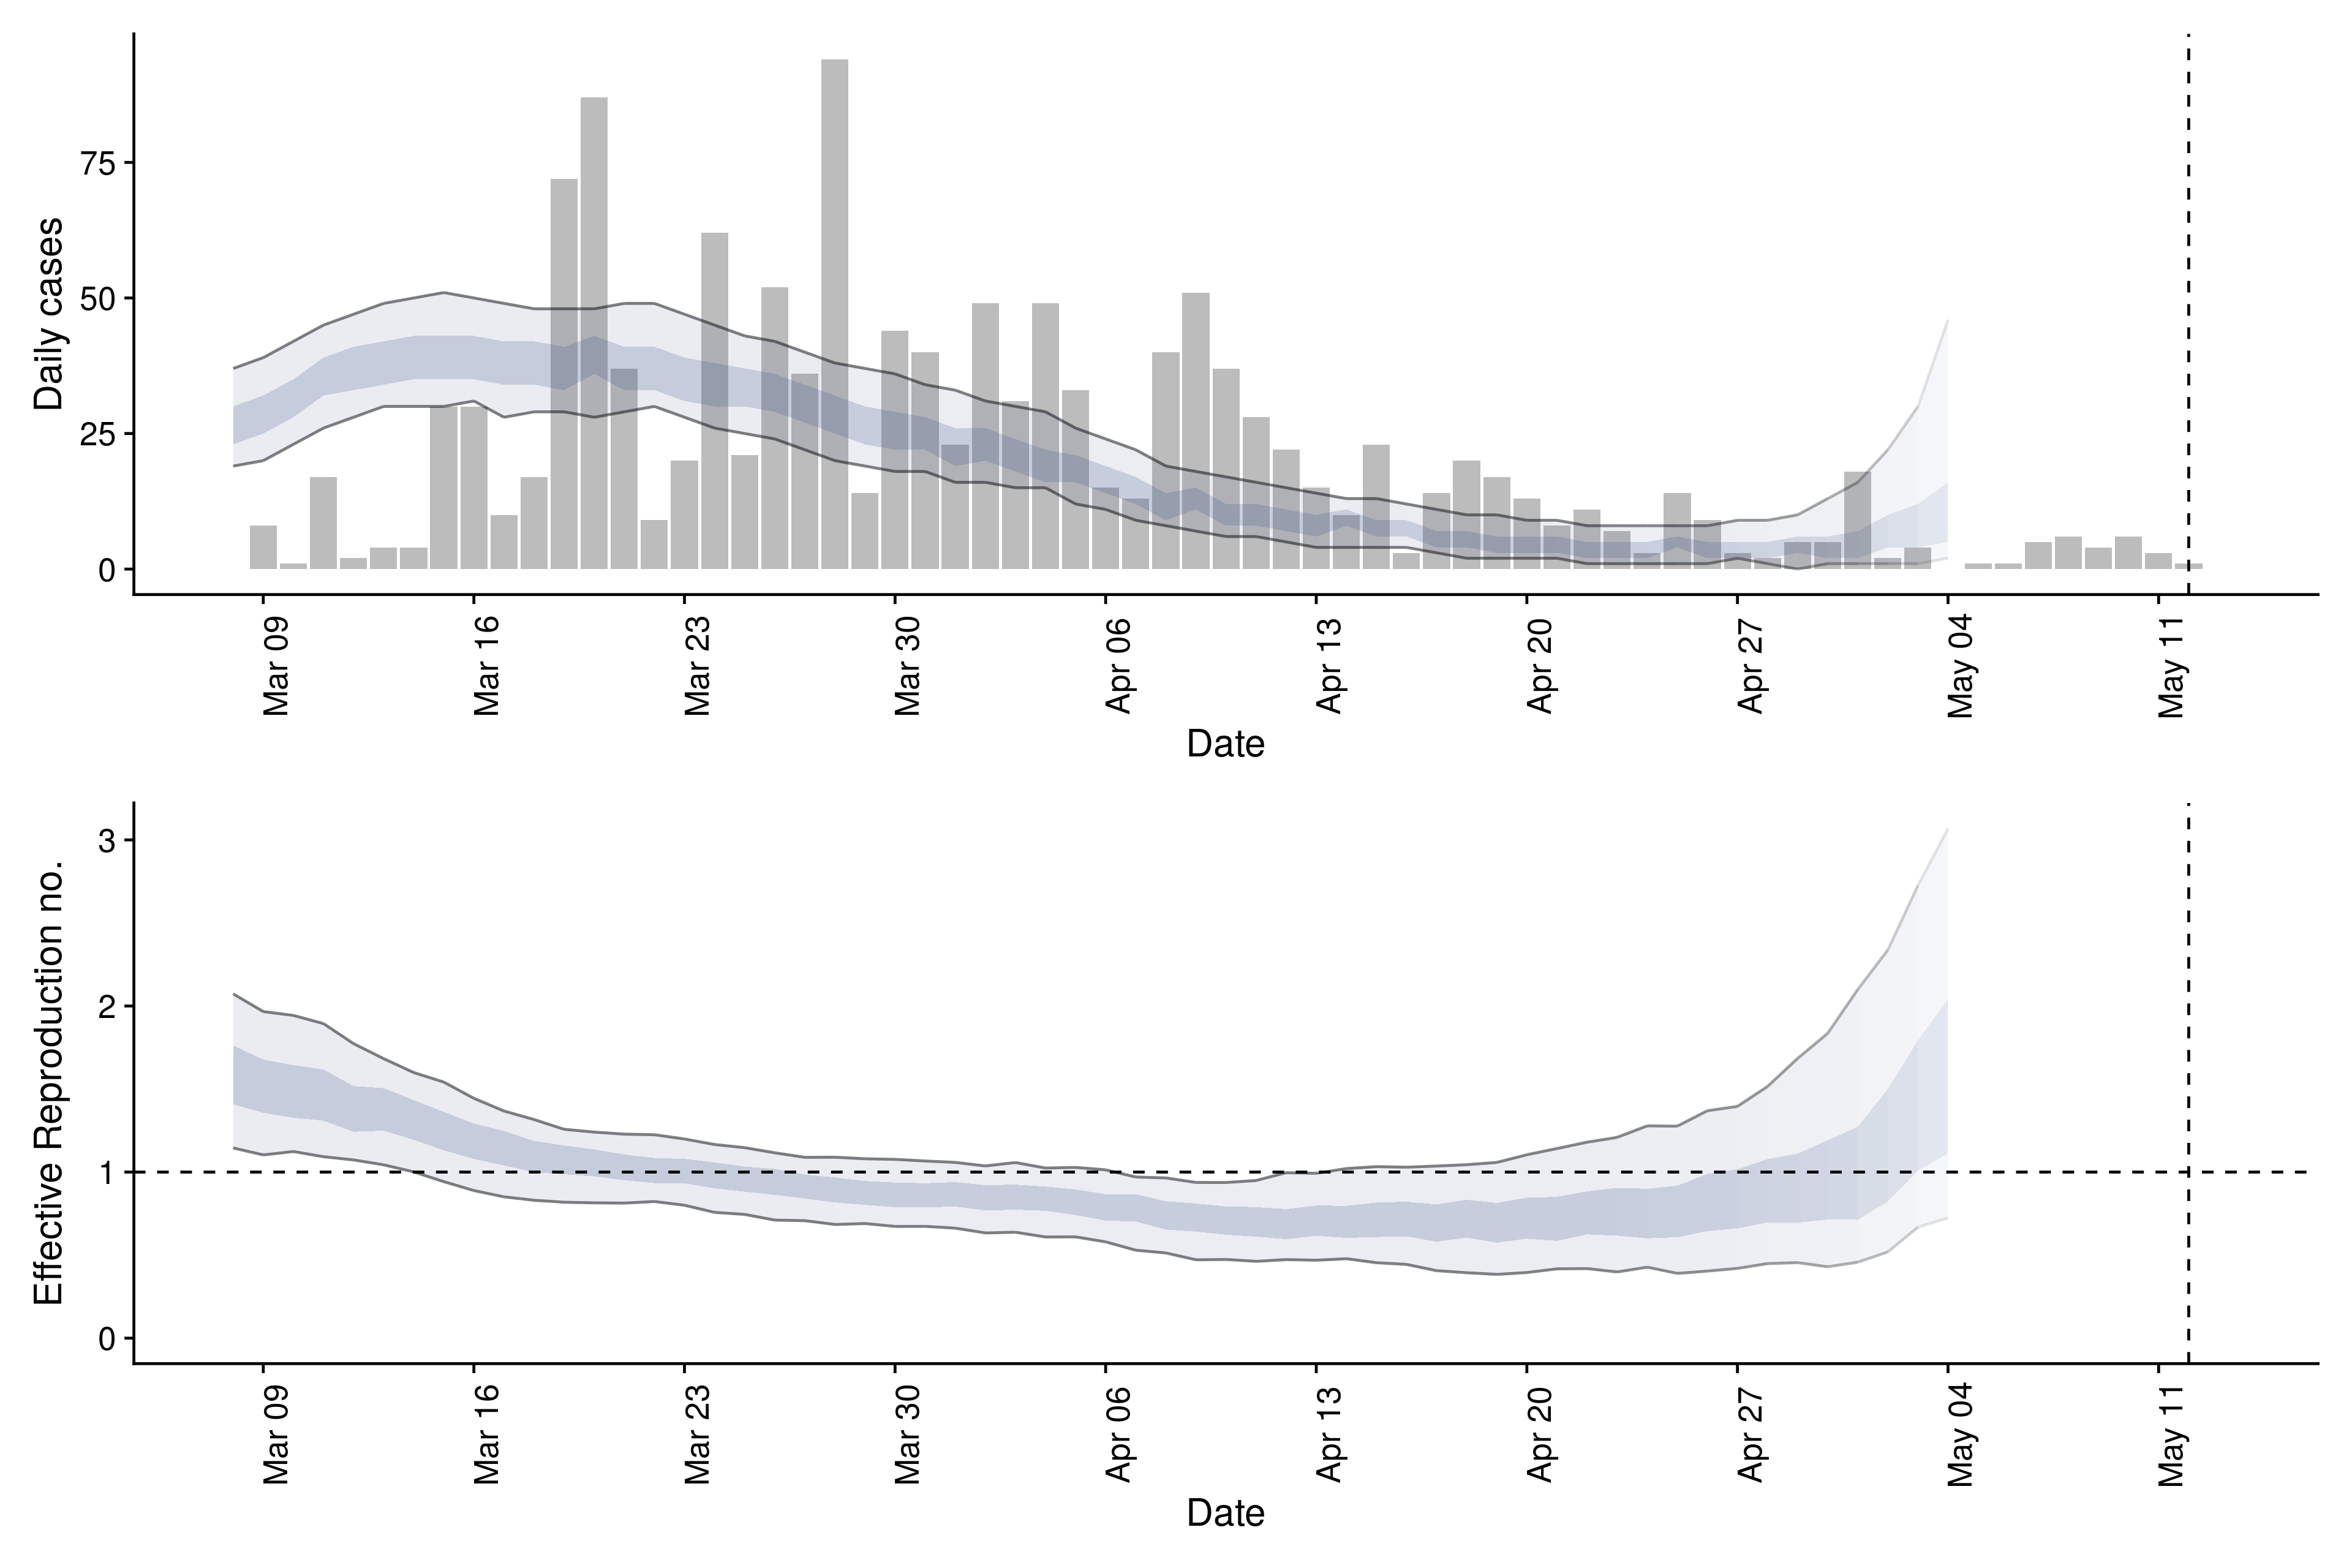 Daily cases
75
50
25
0
Mar 09
Mar 16
Mar 23
Mar 30
Apr 06
Apr 13
Apr 20
Apr 27
May 04
May 11
Date
Effective Reproduction no.
3
2
1
0
Mar 09
Mar 16
Mar 23
Mar 30
Apr 06
Apr 13
Apr 20
Apr 27
May 04
May 11
Date